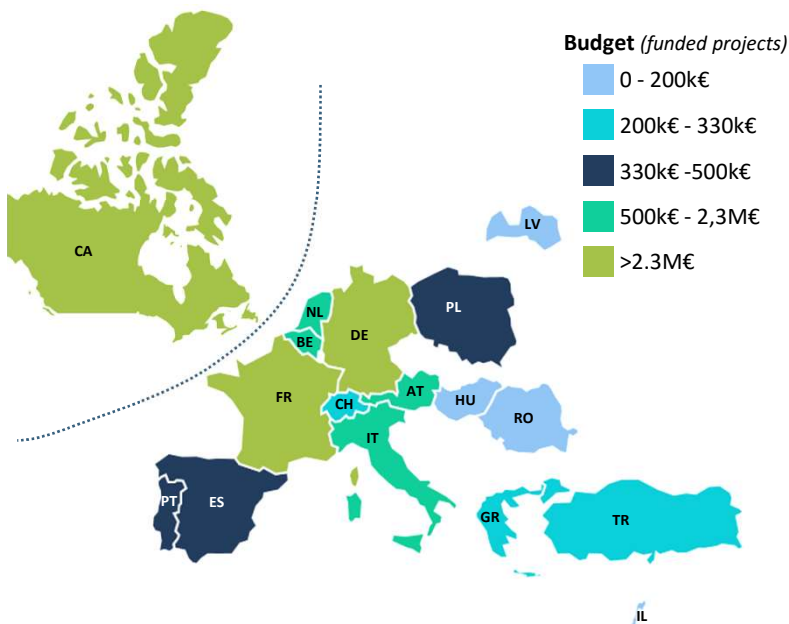 Budget (funded projects)
0 - 200k€
200k€ - 330k€
330k€ -500k€
500k€ - 2,3M€
>2.3M€
LV
CA
NL
PL
BE
DE
AT
FR
CH
HU
RO
IT
PT
ES
GR
TR
IL